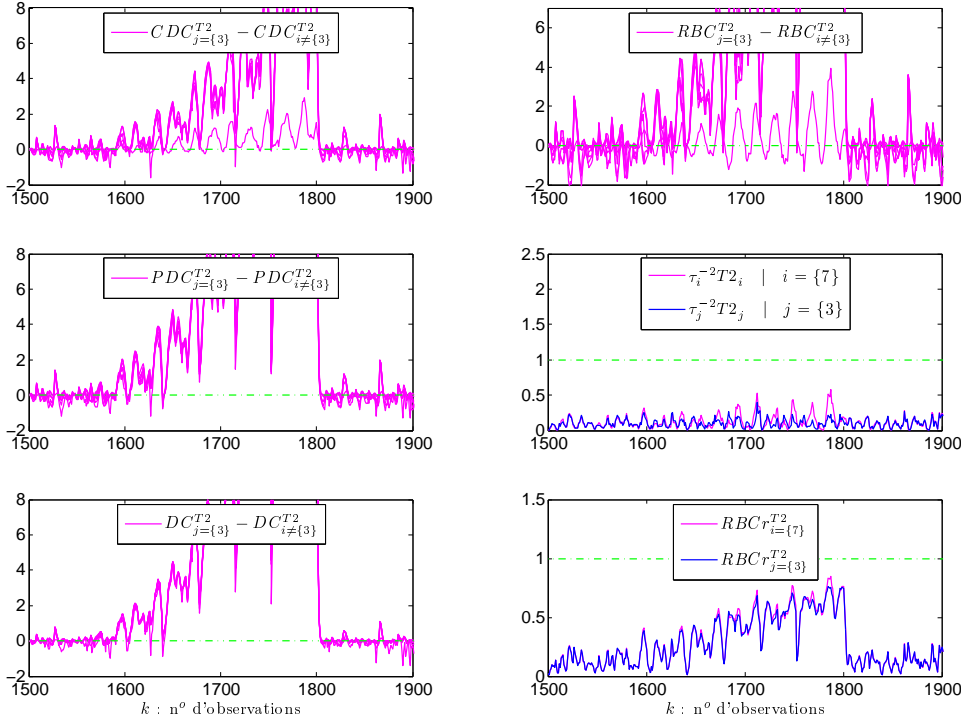 8
6
4
2
0
−2
1500 1600 1700 1800 1900
CDC^{T2}_{j={3}} − CDC^{T2}_{i≠{3}}
6
4
2
0
−2
1500 1600 1700 1800 1900
RBC^{T2}_{j={3}} − RBC^{T2}_{i≠{3}}
8
6
4
2
0
−2
1500 1600 1700 1800 1900
PDC^{T2}_{j={3}} − PDC^{T2}_{i≠{3}}
2.5
2
1.5
1
0.5
0
1500 1600 1700 1800 1900
τ_i^{−2}T2_i | i = {7}
τ_j^{−2}T2_j | j = {3}
8
6
4
2
0
−2
1500 1600 1700 1800 1900
DC^{T2}_{j={3}} − DC^{T2}_{i≠{3}}
k : n^o d'observations
1.5
1
0.5
0
1500 1600 1700 1800 1900
RBCr^{T2}_{i={7}}
RBCr^{T2}_{j={3}}
k : n^o d'observations